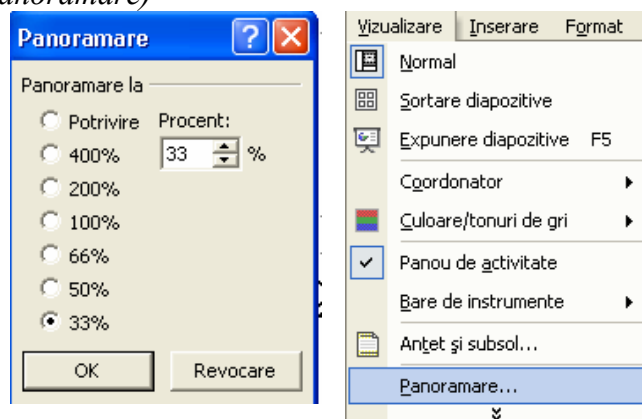 panoramare)
Panoramare
Panoramare la
Potrivire Procent:
400% 33 %
200%
100%
66%
50%
33%
OK Revocare
Vizualizare Inserare Format
Normal
Sortare diapozitive
Expunere diapozitive F5
Coordonator
Culoare/tonuri de gri
Panou de activitate
Bare de instrumente
Antet și subsol...
Panoramare...